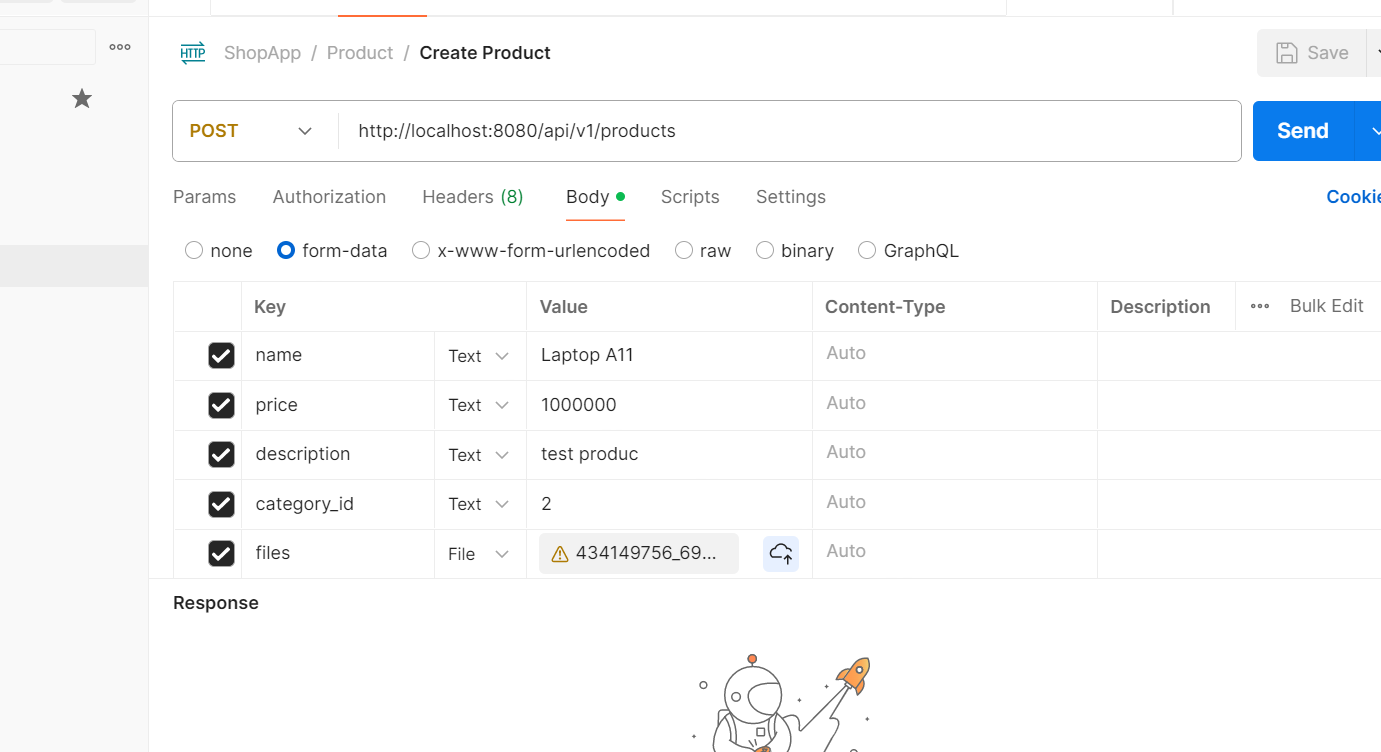 HTTP ShopApp / Product / Create Product Save
POST http://localhost:8080/api/v1/products Send
Params Authorization Headers (8) Body Scripts Settings Cookie
none form-data x-www-form-urlencoded raw binary GraphQL
Key Value Content-Type Description Bulk Edit
name Text Laptop A11 Auto
price Text 1000000 Auto
description Text test produc Auto
category_id Text 2 Auto
files File 434149756_69... Auto
Response